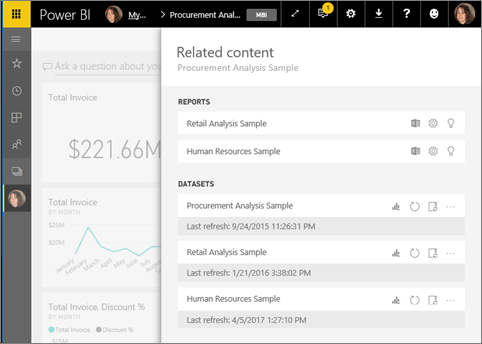 Power BI My... > Procurement Anal... MBI 1 ?
Related content
Procurement Analysis Sample
Ask a question about you
REPORTS
Retail Analysis Sample
Human Resources Sample
DATASETS
Procurement Analysis Sample
Last refresh: 9/24/2015 11:26:31 PM
Retail Analysis Sample
Last refresh: 1/21/2016 3:38:02 PM
Human Resources Sample
Last refresh: 4/5/2017 1:27:10 PM
Total Invoice
$221.66M
Total Invoice
BY MONTH
$25M
$20M
January February March April May June July
Total Invoice, Discount %
BY MONTH
Total Invoice Discount %
$25M